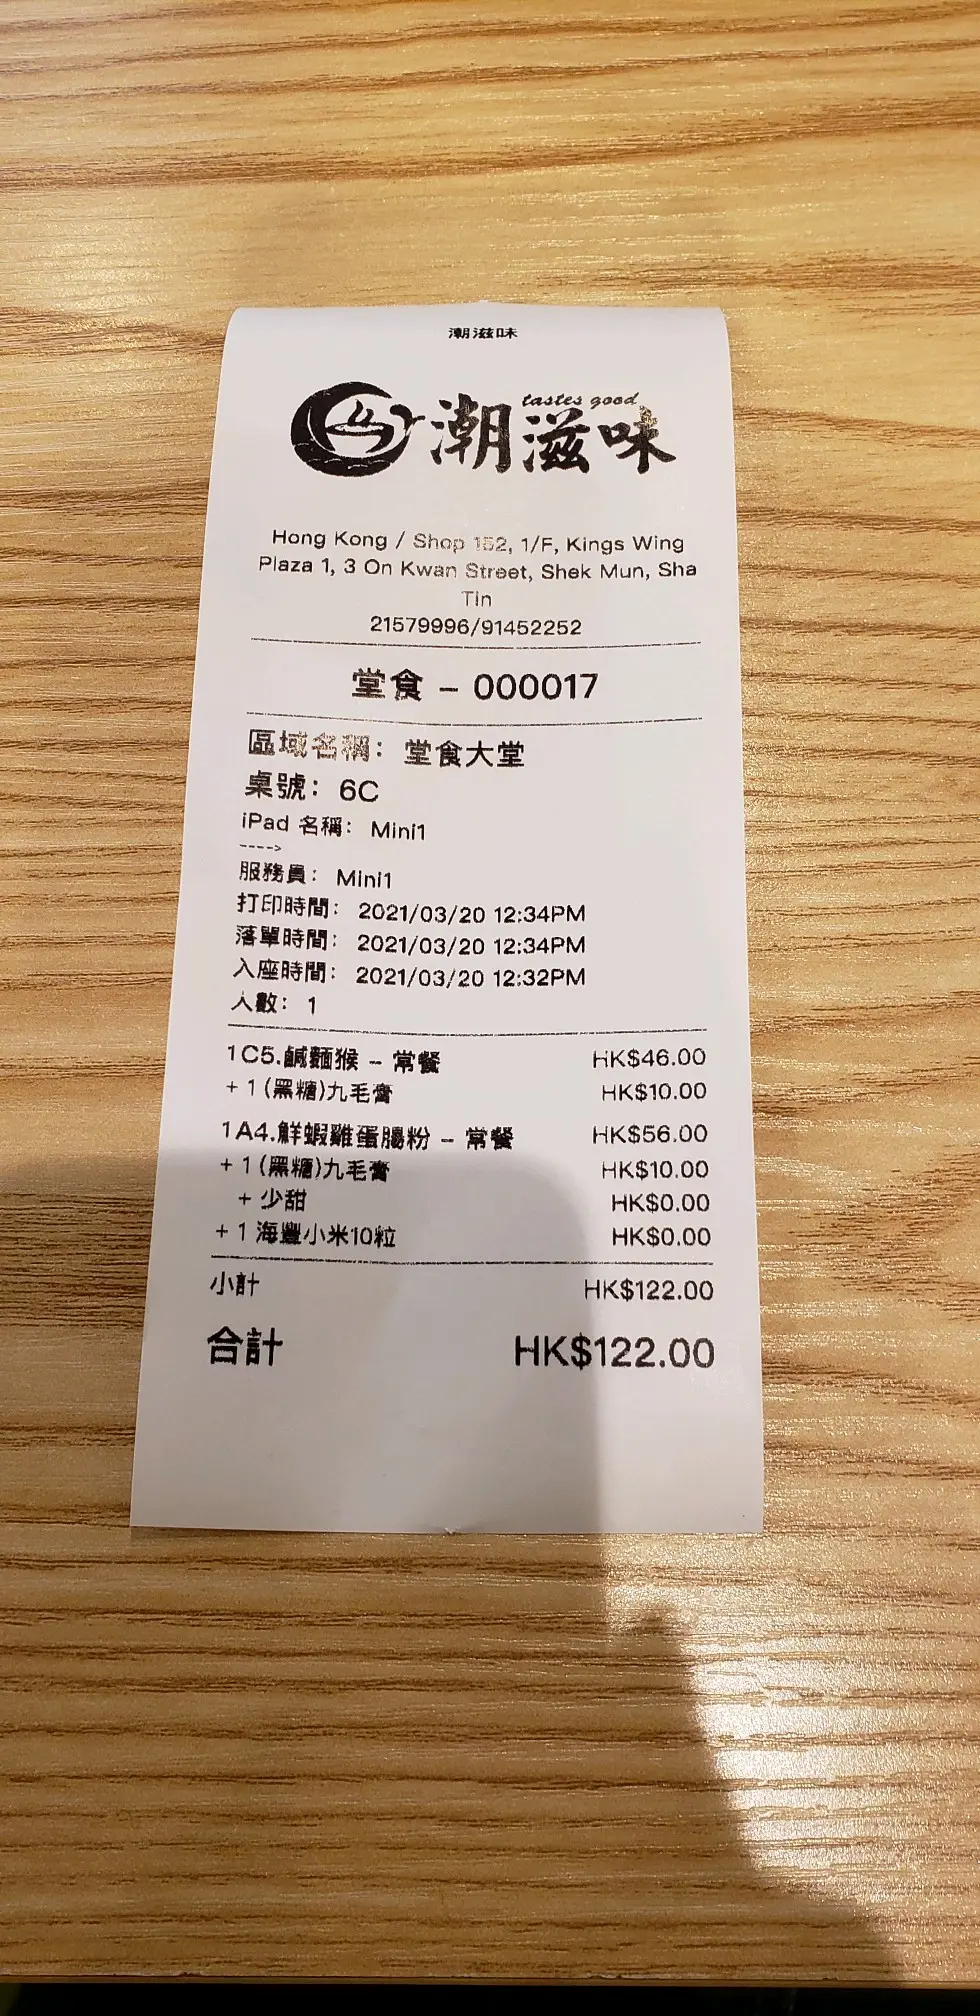 潮滋味
tastes good
潮滋味
Hong Kong / Shop 152, 1/F, Kings Wing
Plaza 1, 3 On Kwan Street, Shek Mun, Sha
Tin
21579996/91452252
堂食 - 000017
區域名稱： 堂食大堂
桌號： 6C
iPad 名稱： Mini1
---->
服務員： Mini1
打印時間： 2021/03/20 12:34PM
落單時間： 2021/03/20 12:34PM
入座時間： 2021/03/20 12:32PM
人數： 1
1 C5.鹹麵猴 - 常餐 HK$46.00
+ 1 (黑糖)九毛膏 HK$10.00
1 A4.鮮蝦雞蛋腸粉 - 常餐 HK$56.00
+ 1 (黑糖)九毛膏 HK$10.00
+ 少甜 HK$0.00
+ 1 海豐小米10粒 HK$0.00
小計 HK$122.00
合計 HK$122.00